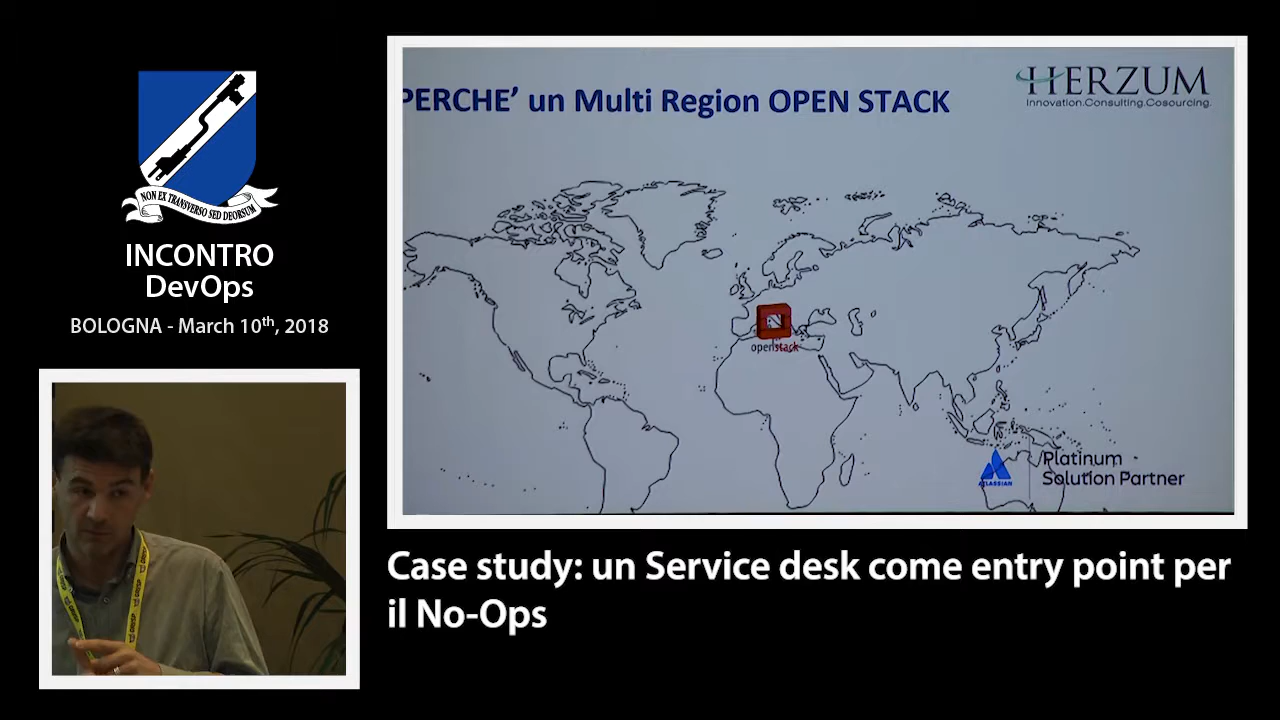 NON EX TRANSVERSO SED DEORSUM
INCONTRO
DevOps
BOLOGNA - March 10th, 2018
PERCHE' un Multi Region OPEN STACK
HERZUM
Innovation.Consulting.Cosourcing.
openstack
ATLASSIAN
Platinum
Solution Partner
Case study: un Service desk come entry point per
il No-Ops